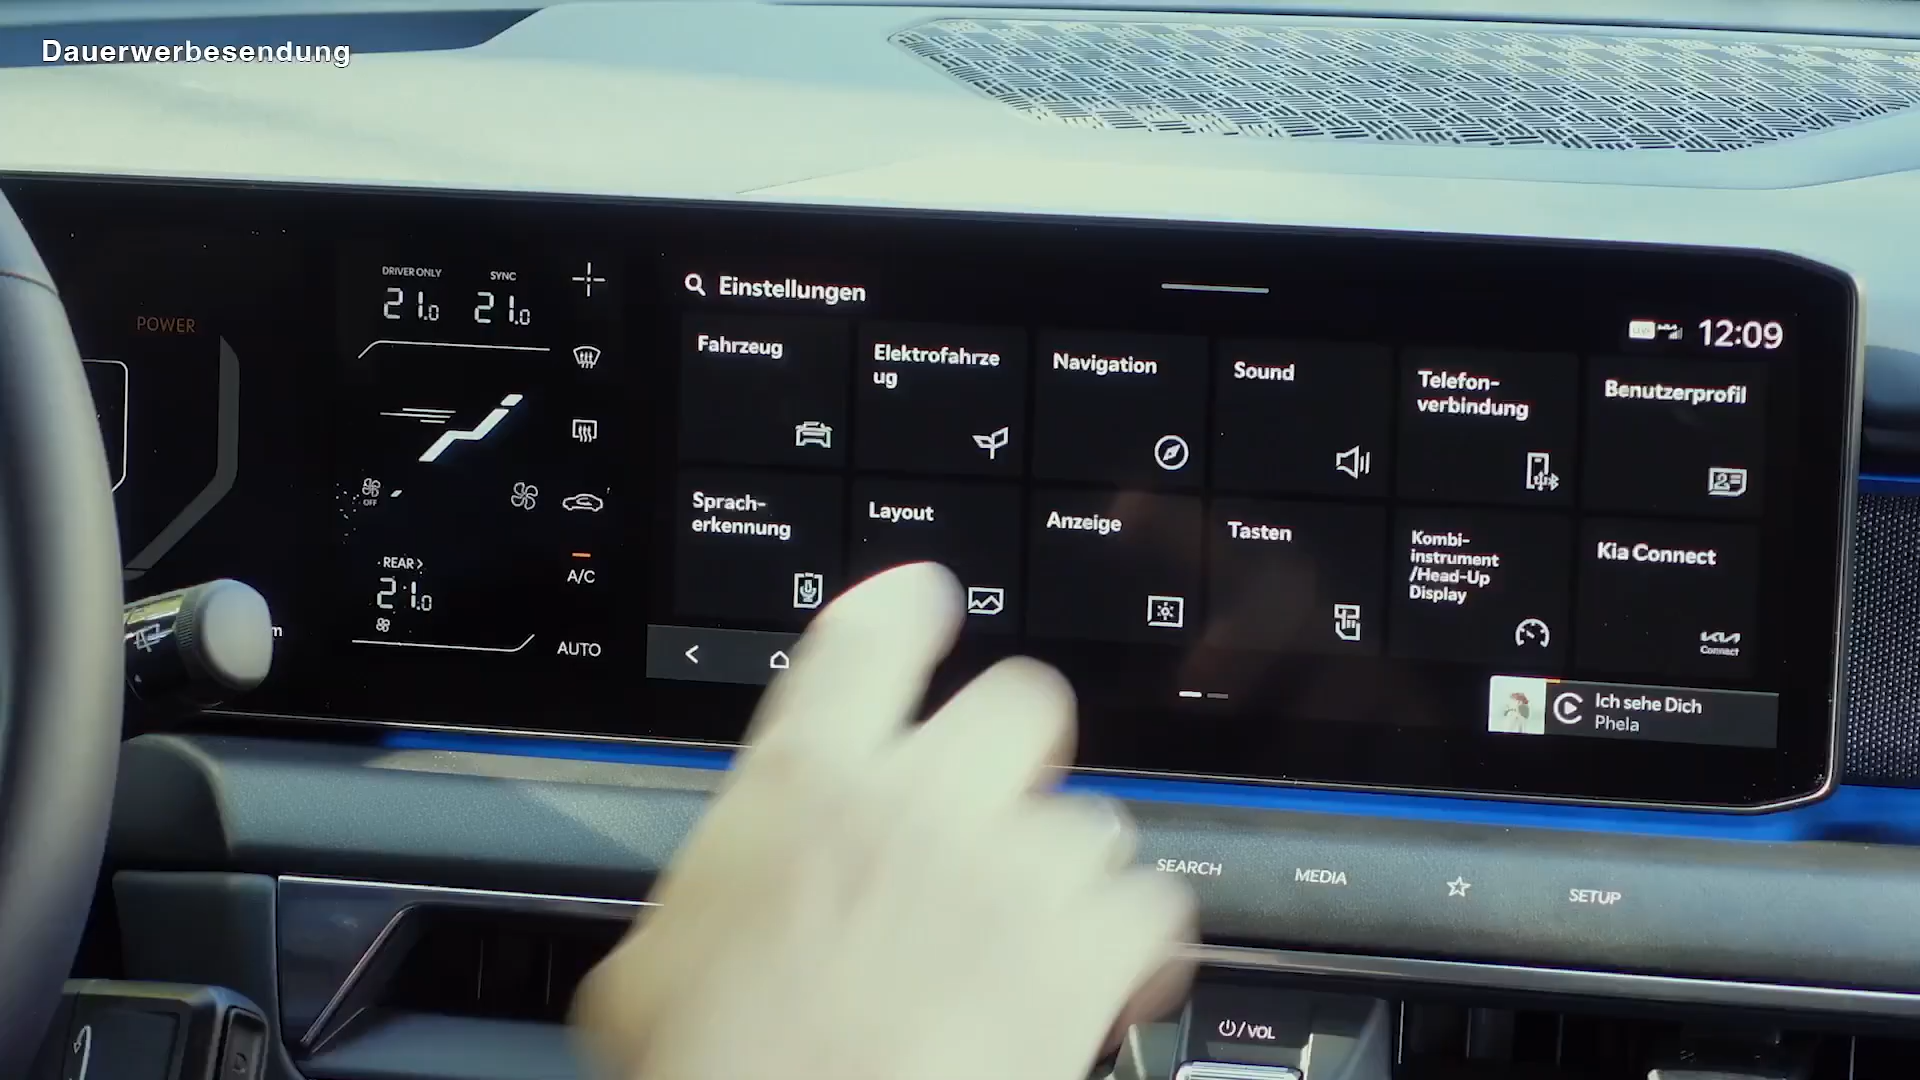 Dauerwerbesendung
POWER
DRIVER ONLY
SYNC
21.0
21.0
OFF
REAR >
21.0
A/C
AUTO
Einstellungen
12:09
Fahrzeug
Elektrofahrze
ug
Navigation
Sound
Telefon-
verbindung
Benutzerprofil
Sprach-
erkennung
Layout
Anzeige
Tasten
Kombi-
instrument
/Head-Up
Display
Kia Connect
KIA
Connect
Ich sehe Dich
Phela
SEARCH
MEDIA
SETUP
/VOL